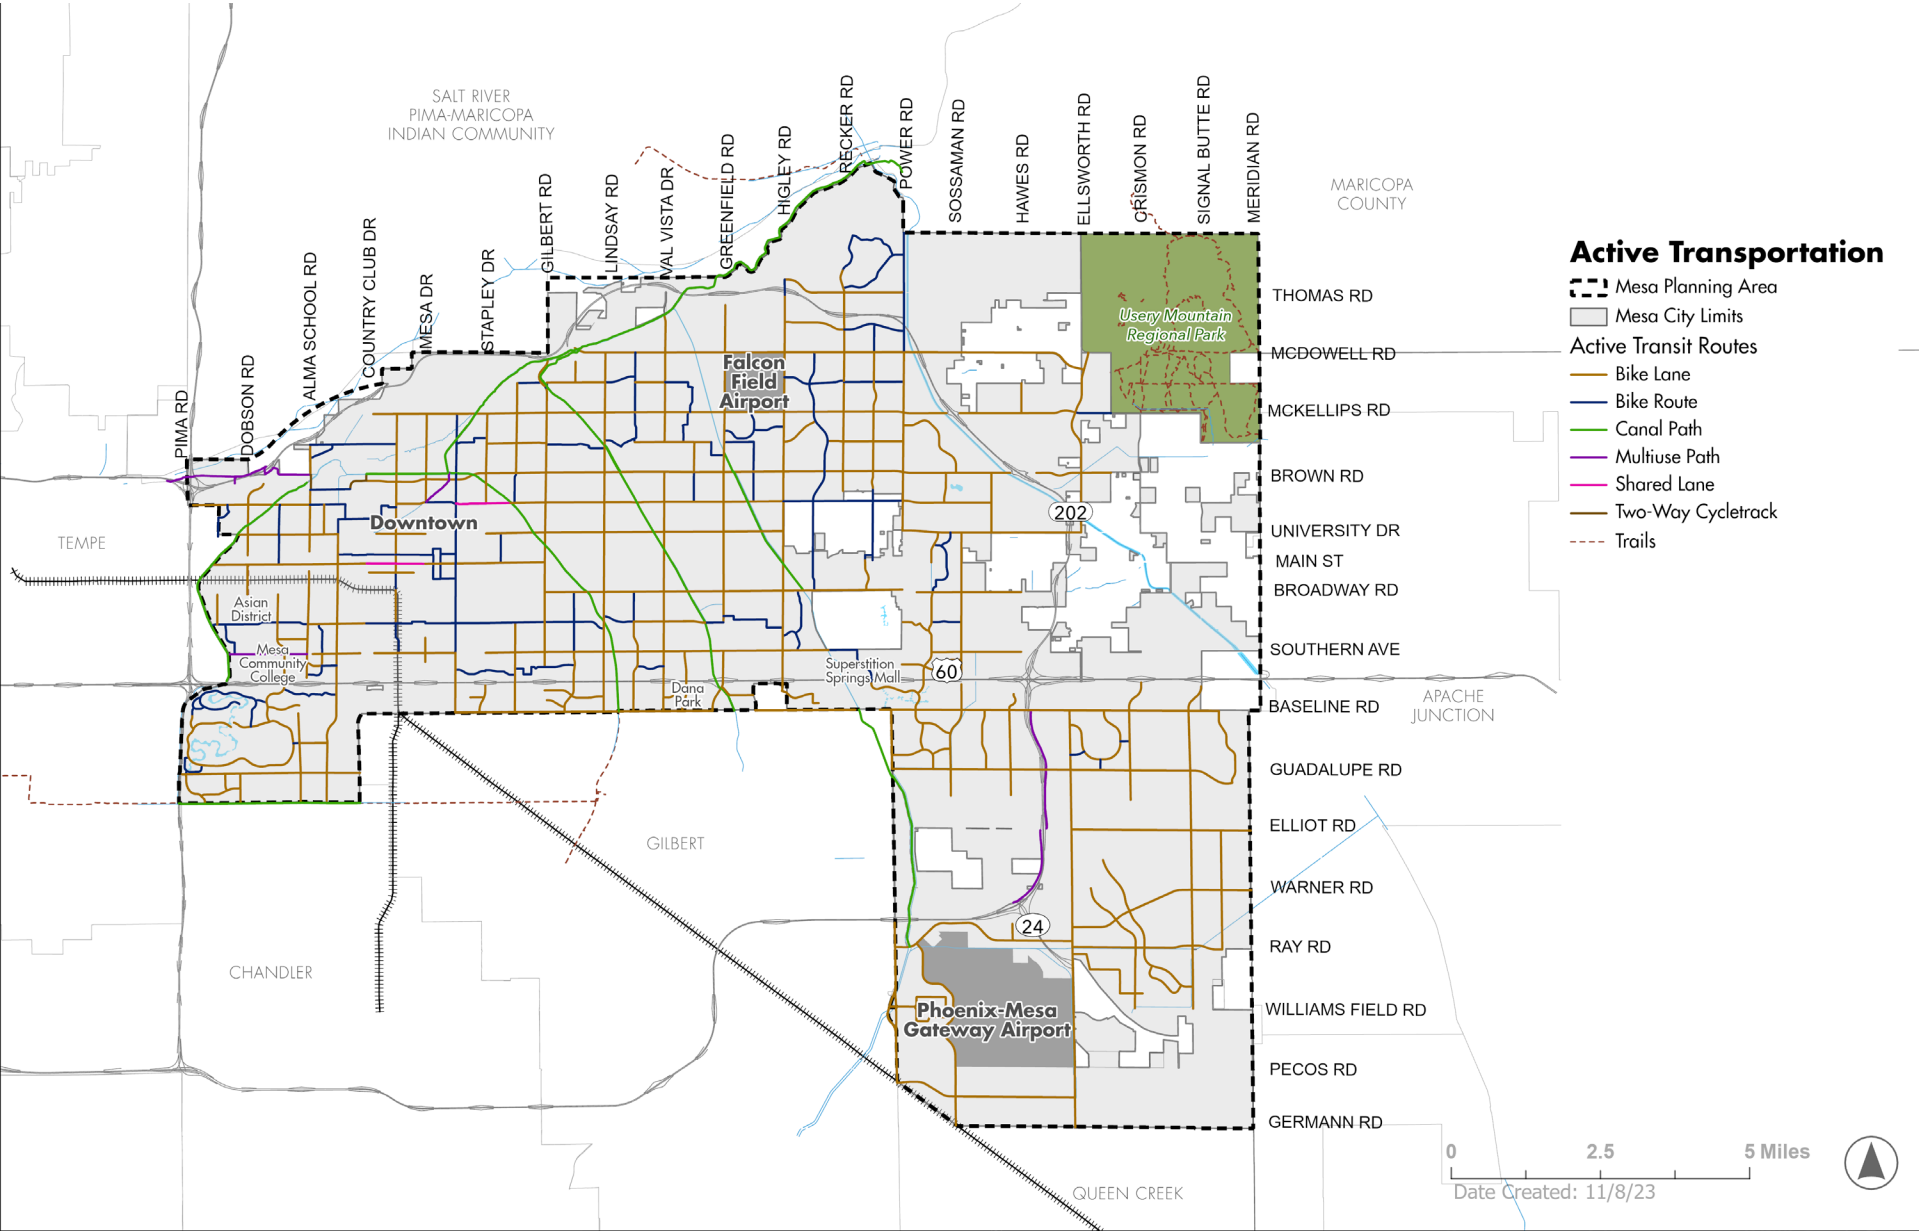 SALT RIVER
PIMA-MARICOPA
INDIAN COMMUNITY
MARICOPA
COUNTY
PIMA RD
DOBSON RD
ALMA SCHOOL RD
COUNTRY CLUB DR
MESA DR
STAPLEY DR
GILBERT RD
LINDSAY RD
VAL VISTA DR
GREENFIELD RD
HIGLEY RD
RECKER RD
POWER RD
SOSSAMAN RD
HAWES RD
ELLSWORTH RD
CRISMON RD
SIGNAL BUTTE RD
MERIDIAN RD
Active Transportation
Mesa Planning Area
Mesa City Limits
Active Transit Routes
Bike Lane
Bike Route
Canal Path
Multiuse Path
Shared Lane
Two-Way Cycletrack
Trails
THOMAS RD
MCDOWELL RD
MCKELLIPS RD
BROWN RD
UNIVERSITY DR
MAIN ST
BROADWAY RD
SOUTHERN AVE
BASELINE RD
GUADALUPE RD
ELLIOT RD
WARNER RD
RAY RD
WILLIAMS FIELD RD
PECOS RD
GERMANN RD
Usery Mountain
Regional Park
Falcon
Field
Airport
Downtown
202
TEMPE
Asian
District
Mesa
Community
College
Dana
Park
Superstition
Springs Mall
60
APACHE
JUNCTION
GILBERT
CHANDLER
24
Phoenix-Mesa
Gateway Airport
QUEEN CREEK
0 2.5 5 Miles
Date Created: 11/8/23